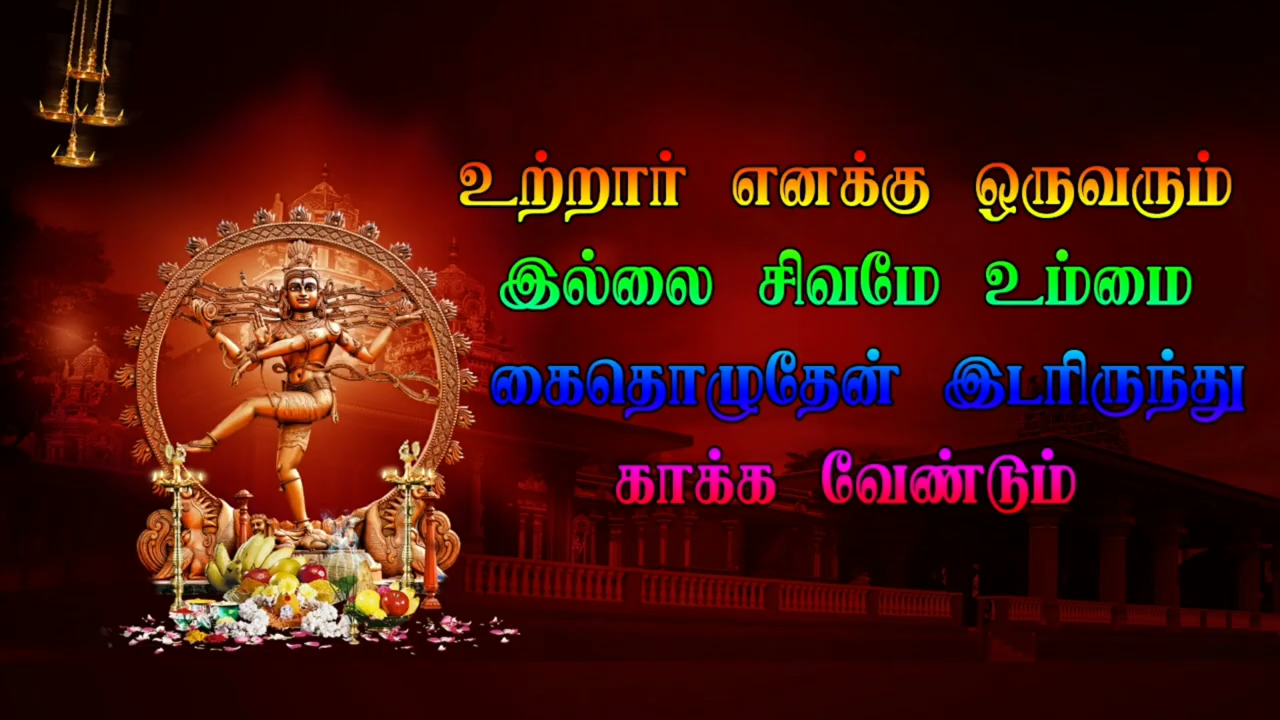 உற்றார் எனக்கு ஒருவரும்
இல்லை சிவமே உம்மை
கைதொழுதேன் இடரிருந்து
காக்க வேண்டும்